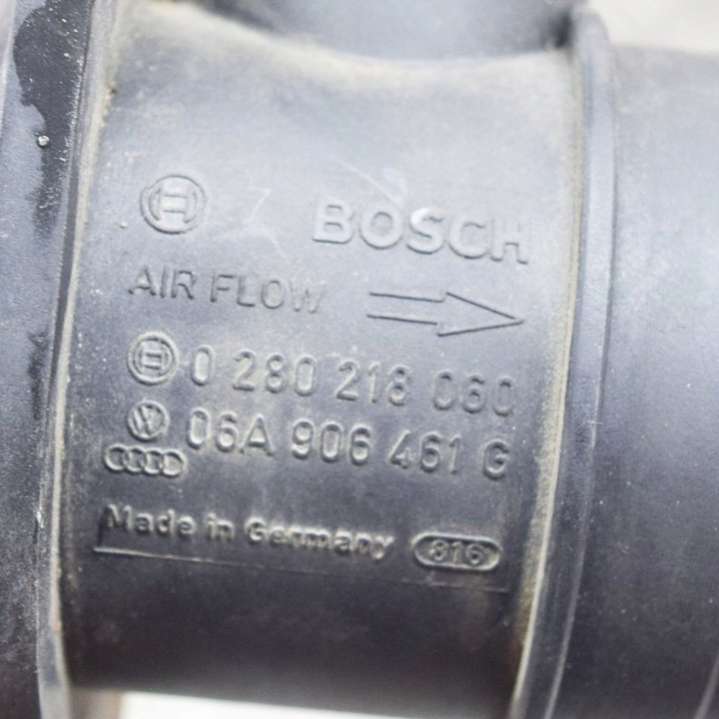 BOSCH
AIR FLOW
0 280 218 060
06A 906 461 G
Made in Germany 816